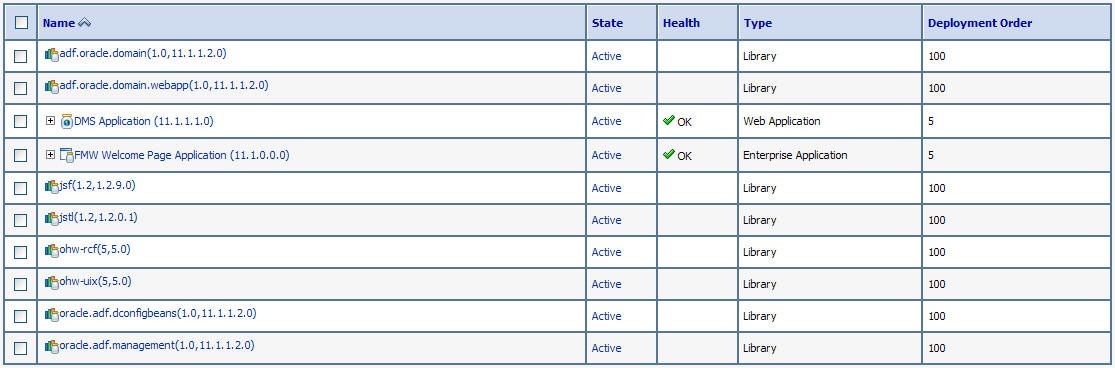 Name State Health Type Deployment Order
adf.oracle.domain(1.0,11.1.1.2.0) Active Library 100
adf.oracle.domain.webapp(1.0,11.1.1.2.0) Active Library 100
DMS Application (11.1.1.1.0) Active OK Web Application 5
FMW Welcome Page Application (11.1.0.0.0) Active OK Enterprise Application 5
jsf(1.2,1.2.9.0) Active Library 100
jstl(1.2,1.2.0.1) Active Library 100
ohw-rcf(5,5.0) Active Library 100
ohw-uix(5,5.0) Active Library 100
oracle.adf.dconfigbeans(1.0,11.1.1.2.0) Active Library 100
oracle.adf.management(1.0,11.1.1.2.0) Active Library 100